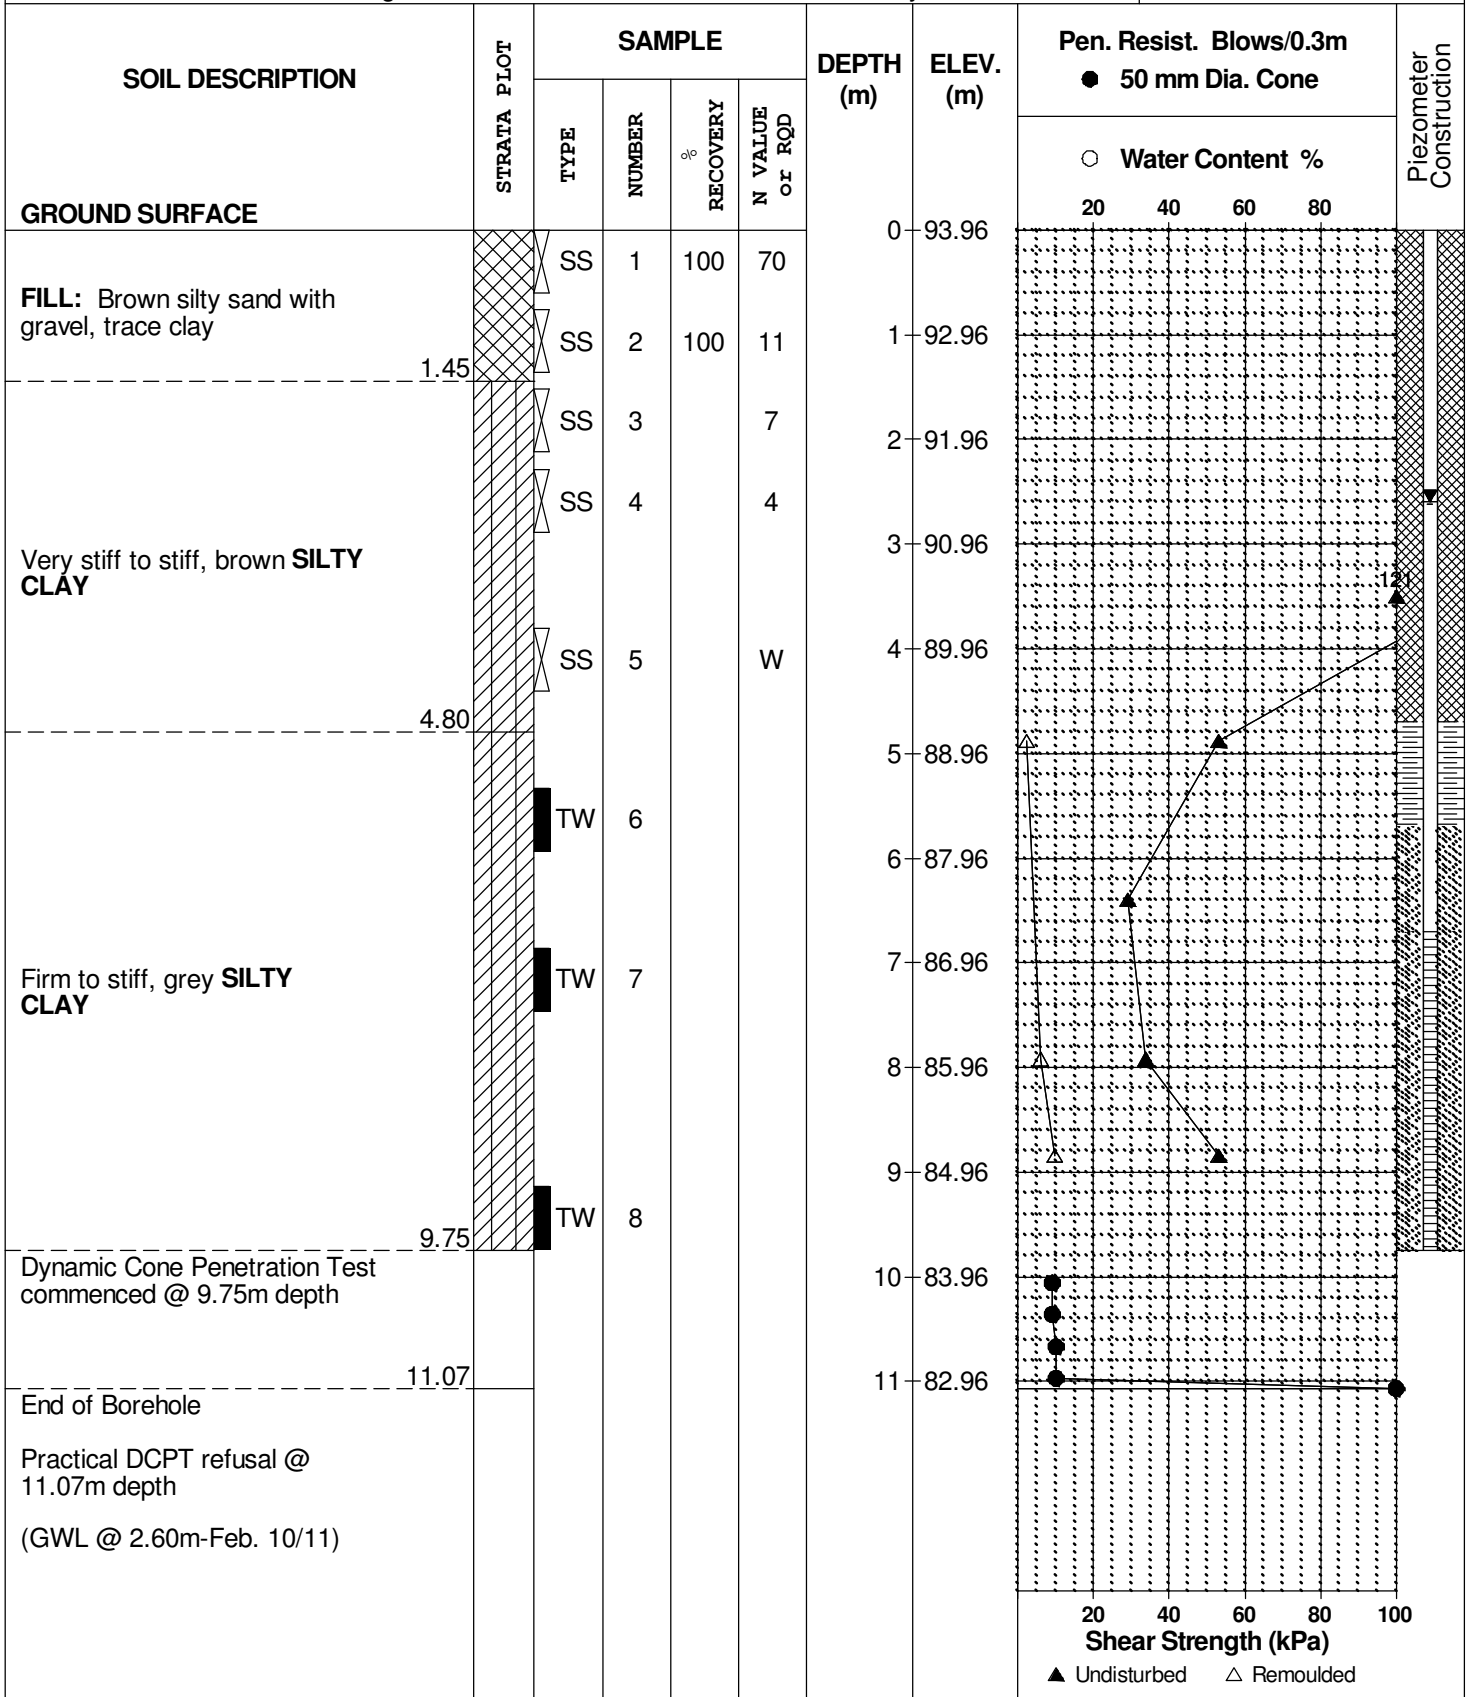 SOIL DESCRIPTION
GROUND SURFACE
STRATA PLOT
SAMPLE
TYPE
NUMBER
%
RECOVERY
N VALUE
or RQD
DEPTH
(m)
ELEV.
(m)
Pen. Resist. Blows/0.3m
● 50 mm Dia. Cone
○ Water Content %
20 40 60 80
Piezometer
Construction
0 93.96
SS 1 100 70
FILL: Brown silty sand with
gravel, trace clay
SS 2 100 11
1 92.96
1.45
SS 3 7
2 91.96
SS 4 4
3 90.96
Very stiff to stiff, brown SILTY
CLAY
121
SS 5 W
4 89.96
4.80
5 88.96
TW 6
6 87.96
7 86.96
Firm to stiff, grey SILTY
CLAY
TW 7
8 85.96
9 84.96
TW 8
9.75
Dynamic Cone Penetration Test
commenced @ 9.75m depth
10 83.96
11.07
11 82.96
End of Borehole
Practical DCPT refusal @
11.07m depth
(GWL @ 2.60m-Feb. 10/11)
20 40 60 80 100
Shear Strength (kPa)
▲ Undisturbed △ Remoulded